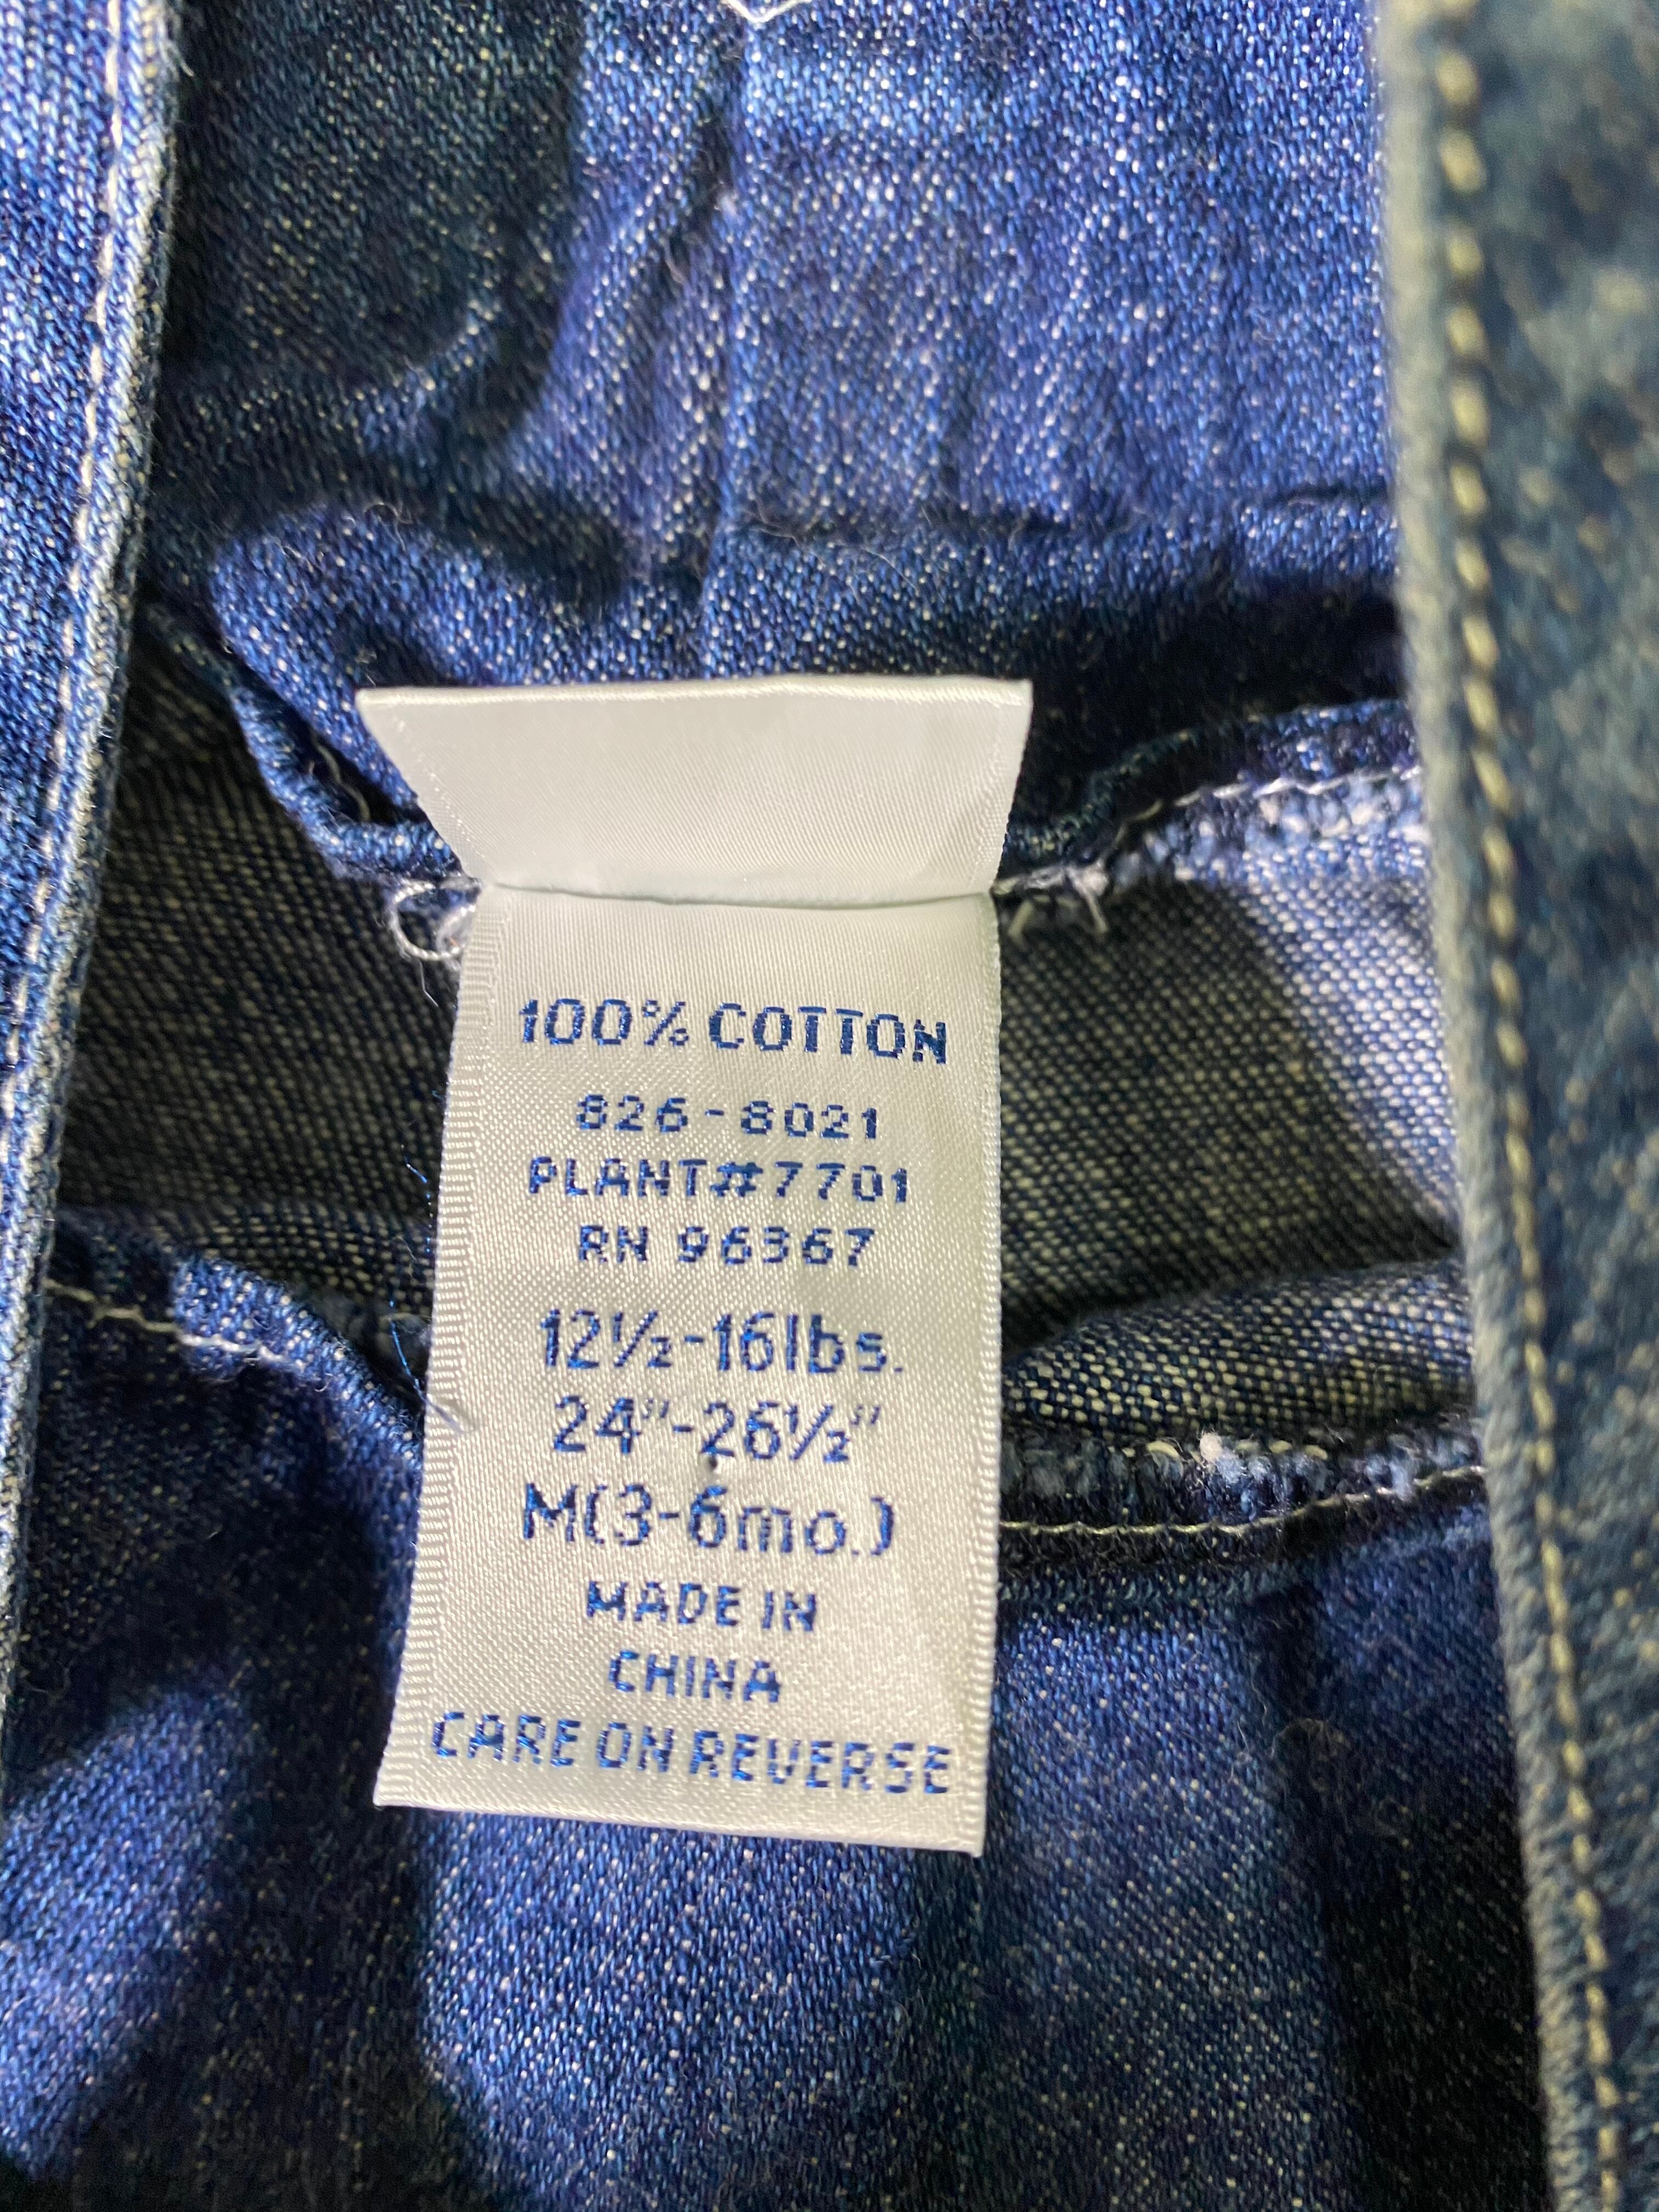 100% COTTON
826-8021
PLANT#7701
RN 96367
12½-16lbs.
24"-26½"
M(3-6mo.)
MADE IN
CHINA
CARE ON REVERSE